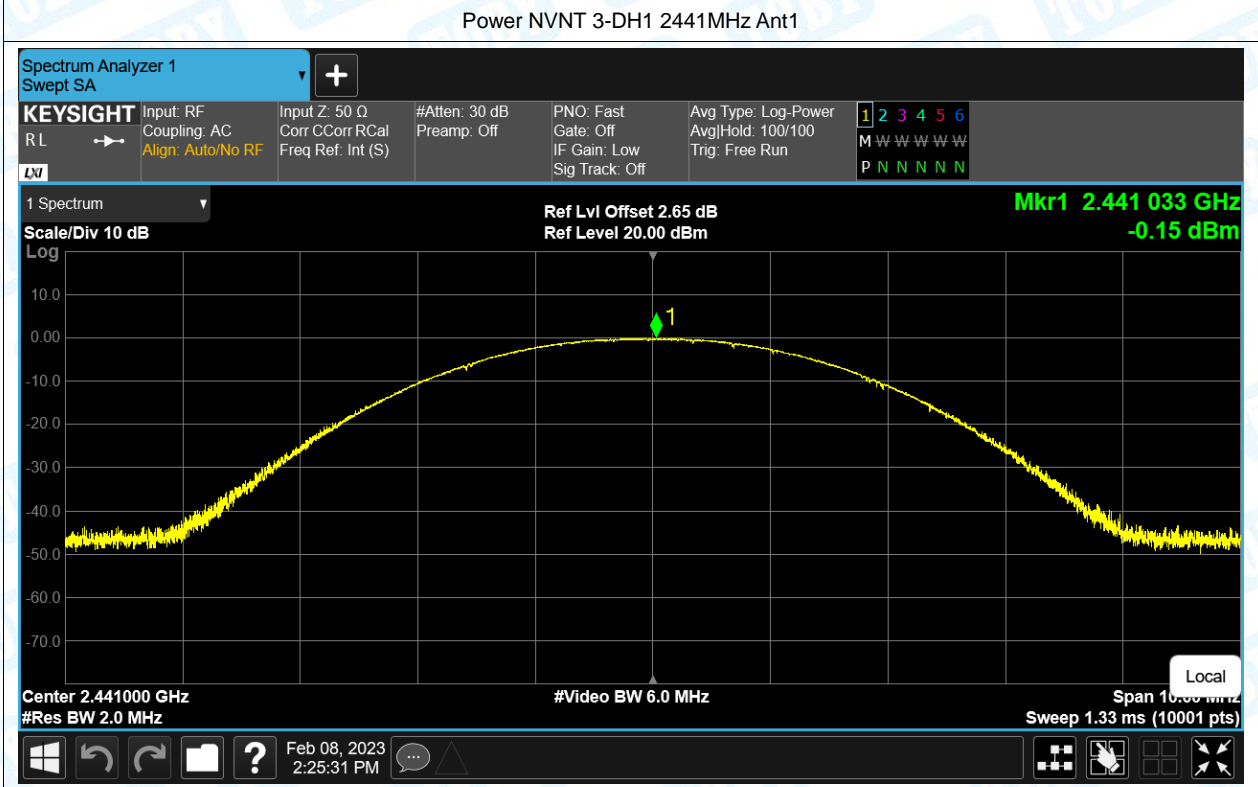 Power NVNT 3-DH1 2441MHz Ant1
Spectrum Analyzer 1
Swept SA
KEYSIGHT
R L
LXI
Input: RF
Coupling: AC
Align: Auto/No RF
Input Z: 50 Ω
Corr CCorr RCal
Freq Ref: Int (S)
#Atten: 30 dB
Preamp: Off
PNO: Fast
Gate: Off
IF Gain: Low
Sig Track: Off
Avg Type: Log-Power
Avg|Hold: 100/100
Trig: Free Run
1 2 3 4 5 6
M W W W W W
P N N N N N
1 Spectrum
Scale/Div 10 dB
Log
Ref Lvl Offset 2.65 dB
Ref Level 20.00 dBm
Mkr1 2.441 033 GHz
-0.15 dBm
10.0
0.00
-10.0
-20.0
-30.0
-40.0
-50.0
-60.0
-70.0
1
Local
Center 2.441000 GHz
#Video BW 6.0 MHz
Span 10.00 MHz
#Res BW 2.0 MHz
Sweep 1.33 ms (10001 pts)
?
Feb 08, 2023
2:25:31 PM